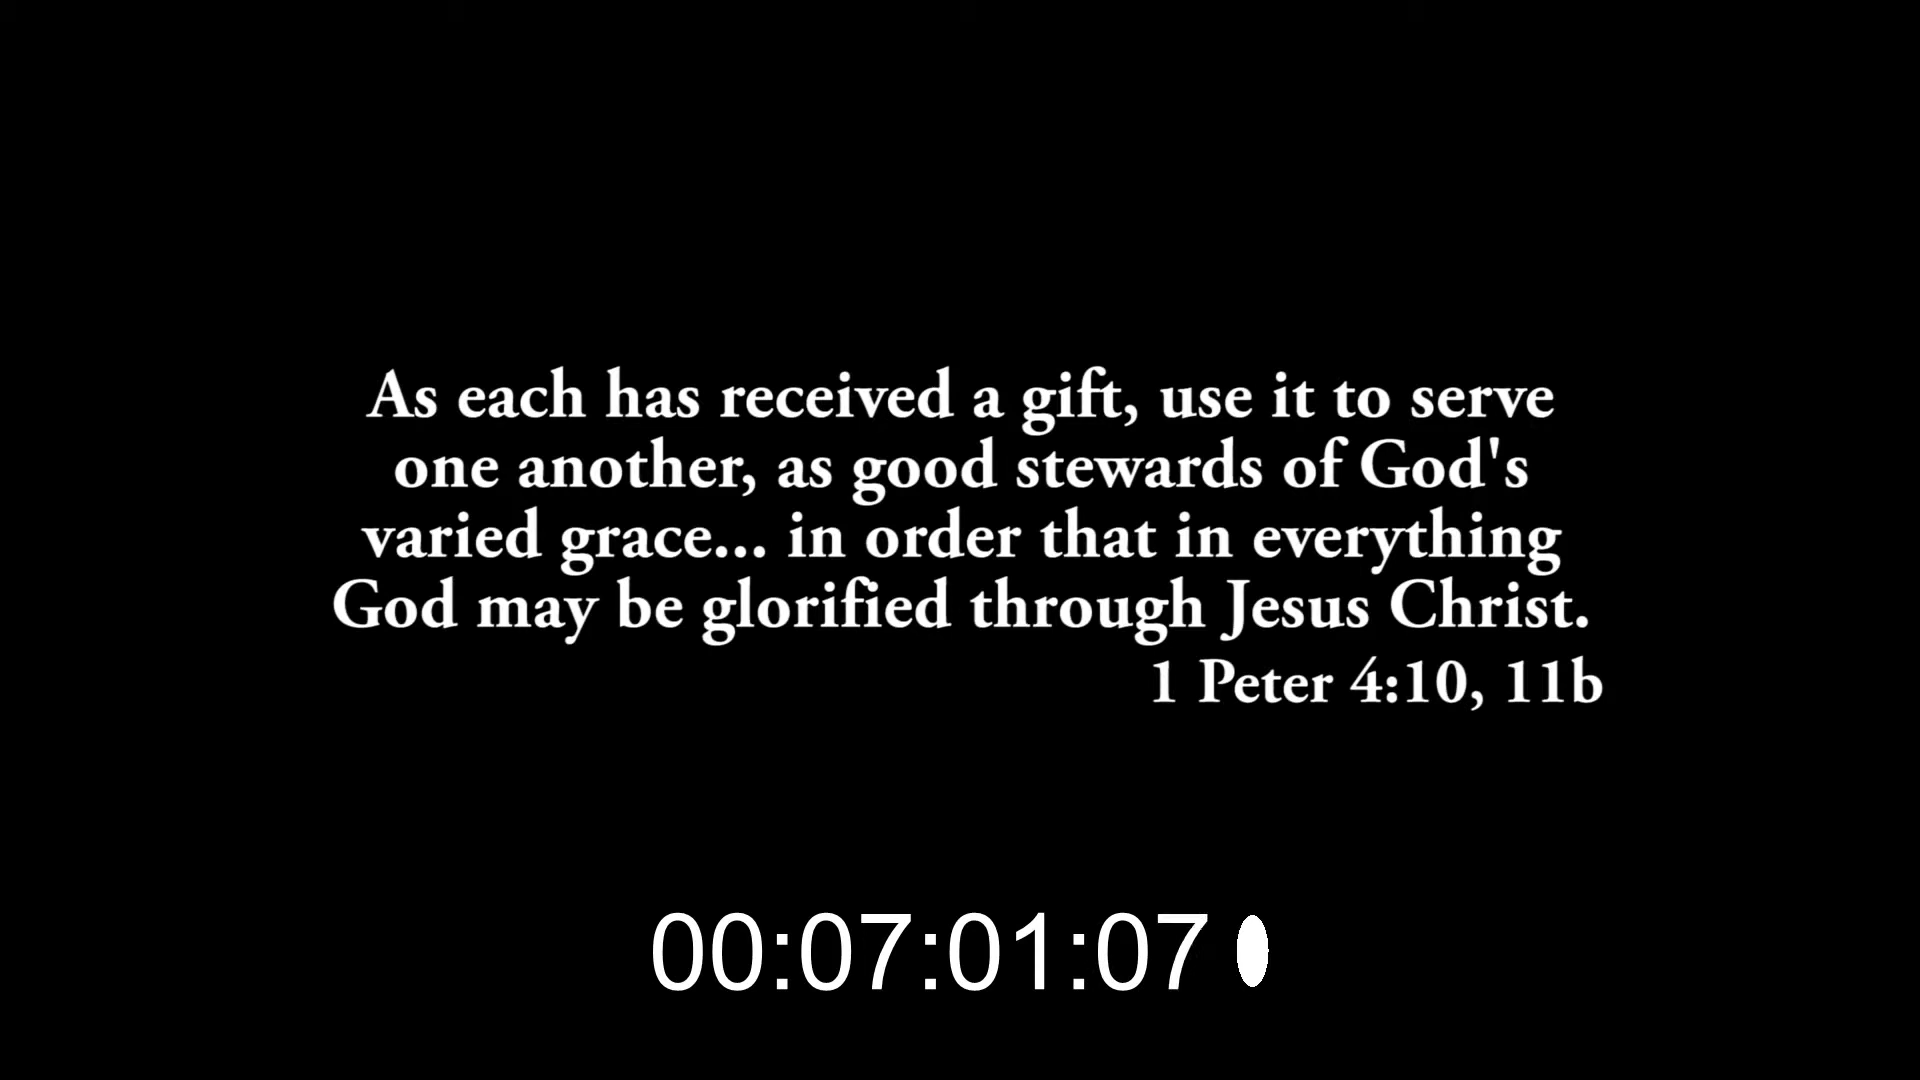 As each has received a gift, use it to serve
one another, as good stewards of God's
varied grace... in order that in everything
God may be glorified through Jesus Christ.
1 Peter 4:10, 11b
00:07:01:07